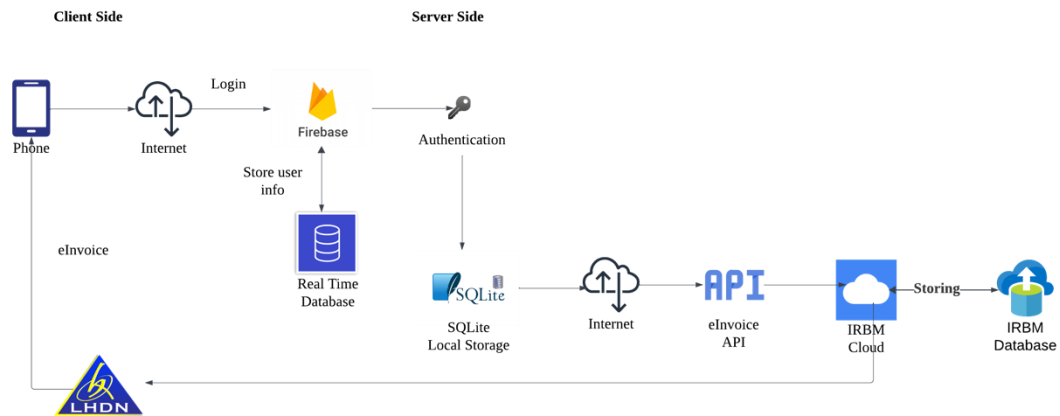 Client Side
Server Side
Login
Firebase
Phone
Internet
Authentication
Store user
info
eInvoice
Real Time
Database
SQLite
SQLite
Local Storage
Internet
API
eInvoice
API
IRBM
Cloud
Storing
IRBM
Database
LHDN